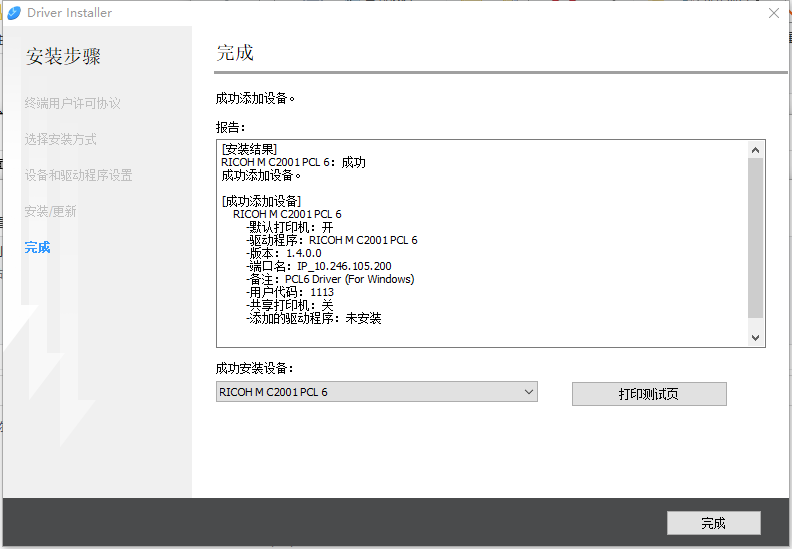 Driver Installer
安装步骤
终端用户许可协议
选择安装方式
设备和驱动程序设置
安装/更新
完成
完成
成功添加设备。
报告：
[安装结果]
RICOH M C2001 PCL 6：成功
成功添加设备。
[成功添加设备]
RICOH M C2001 PCL 6
-默认打印机：开
-驱动程序：RICOH M C2001 PCL 6
-版本：1.4.0.0
-端口名：IP_10.246.105.200
-备注：PCL6 Driver (For Windows)
-用户代码：1113
-共享打印机：关
-添加的驱动程序：未安装
成功安装设备：
RICOH M C2001 PCL 6
打印测试页
完成